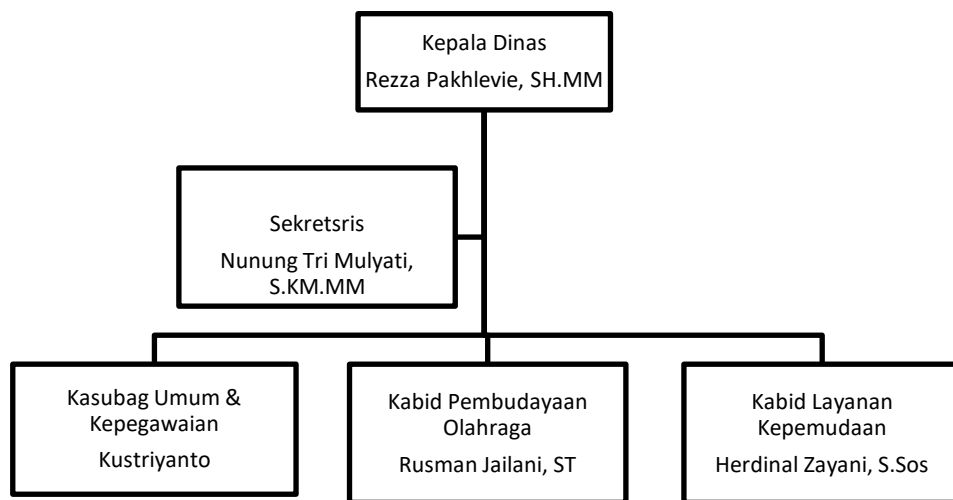 Kepala Dinas
Rezza Pakhlevie, SH.MM
Sekretsris
Nunung Tri Mulyati,
S.KM.MM
Kasubag Umum &
Kepegawaian
Kustriyanto
Kabid Pembudayaan
Olahraga
Rusman Jailani, ST
Kabid Layanan
Kepemudaan
Herdinal Zayani, S.Sos